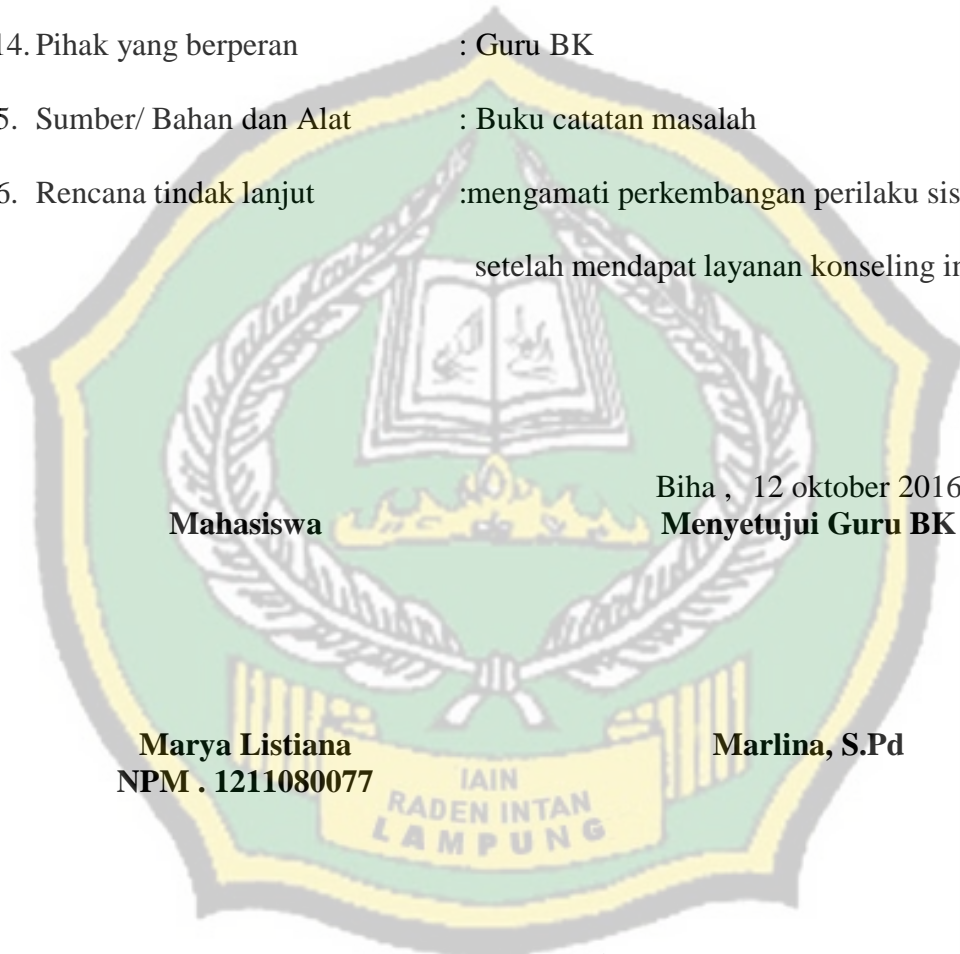 14. Pihak yang berperan : Guru BK
5. Sumber/ Bahan dan Alat : Buku catatan masalah
6. Rencana tindak lanjut :mengamati perkembangan perilaku
setelah mendapat layanan konseling
Biha , 12 oktober 2016
Mahasiswa Menyetujui Guru BK
Marya Listiana Marlina, S.Pd
NPM . 1211080077
IAIN
RADEN INTAN
LAMPUNG